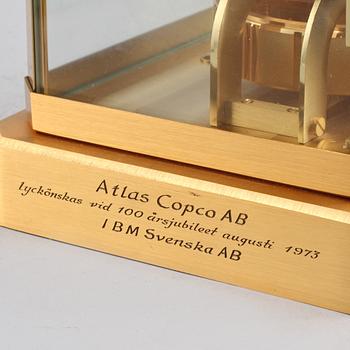 Atlas Copco AB
lyckönskas vid 100 årsjubileet augusti 1973
IBM Svenska AB